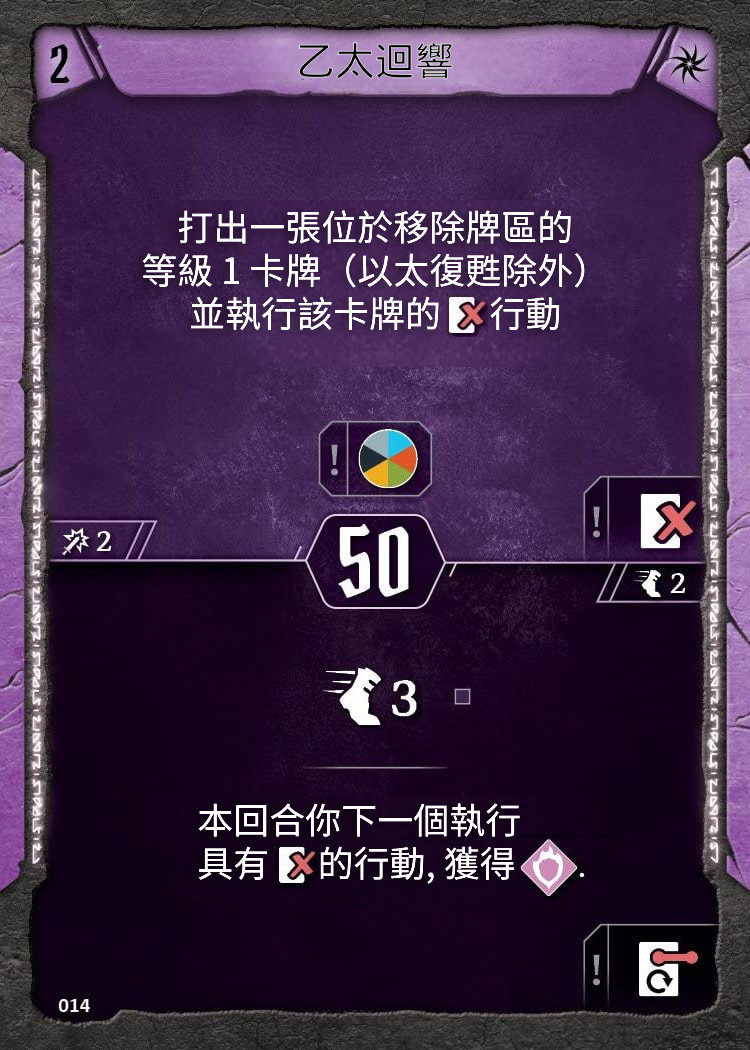 2
乙太迴響
打出一張位於移除牌區的
等級 1 卡牌（以太復甦除外）
並執行該卡牌的 行動
!
!
2
50
2
3
本回合你下一個執行
具有 的行動, 獲得 .
!
014